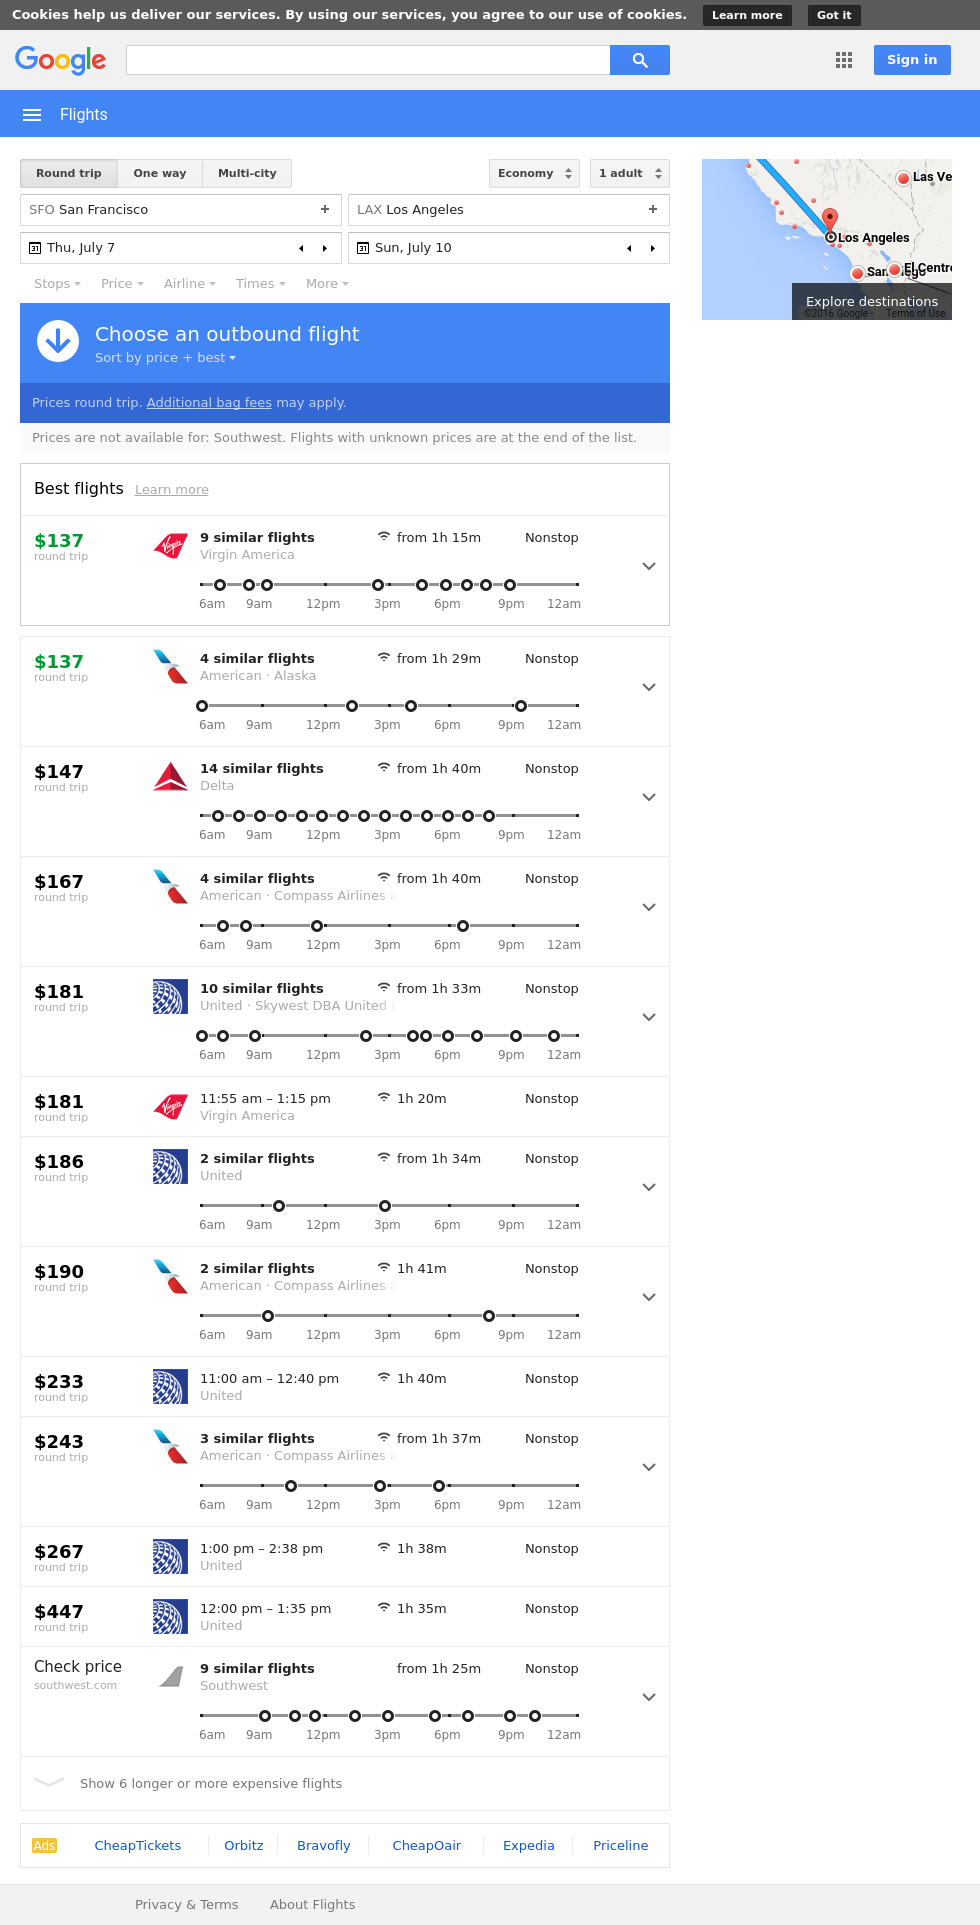 Cookies help us deliver our services. By using our services, you agree to our use of cookies. Learn more Got it
Google Sign in
Flights
Round trip One way Multi-city Economy 1 adult
SFO San Francisco + LAX Los Angeles +
31 Thu, July 7 31 Sun, July 10
Stops Price Airline Times More
Las Ve
Los Angeles
San Diego El Centro
Explore destinations
©2016 Google - Terms of Use
Choose an outbound flight
Sort by price + best
Prices round trip. Additional bag fees may apply.
Prices are not available for: Southwest. Flights with unknown prices are at the end of the list.
Best flights Learn more
$137 9 similar flights from 1h 15m Nonstop
round trip Virgin America
6am 9am 12pm 3pm 6pm 9pm 12am
$137 4 similar flights from 1h 29m Nonstop
round trip American · Alaska
6am 9am 12pm 3pm 6pm 9pm 12am
$147 14 similar flights from 1h 40m Nonstop
round trip Delta
6am 9am 12pm 3pm 6pm 9pm 12am
$167 4 similar flights from 1h 40m Nonstop
round trip American · Compass Airlines a
6am 9am 12pm 3pm 6pm 9pm 12am
$181 10 similar flights from 1h 33m Nonstop
round trip United · Skywest DBA United
6am 9am 12pm 3pm 6pm 9pm 12am
$181 11:55 am – 1:15 pm 1h 20m Nonstop
round trip Virgin America
$186 2 similar flights from 1h 34m Nonstop
round trip United
6am 9am 12pm 3pm 6pm 9pm 12am
$190 2 similar flights 1h 41m Nonstop
round trip American · Compass Airlines a
6am 9am 12pm 3pm 6pm 9pm 12am
$233 11:00 am – 12:40 pm 1h 40m Nonstop
round trip United
$243 3 similar flights from 1h 37m Nonstop
round trip American · Compass Airlines a
6am 9am 12pm 3pm 6pm 9pm 12am
$267 1:00 pm – 2:38 pm 1h 38m Nonstop
round trip United
$447 12:00 pm – 1:35 pm 1h 35m Nonstop
round trip United
Check price 9 similar flights from 1h 25m Nonstop
southwest.com Southwest
6am 9am 12pm 3pm 6pm 9pm 12am
Show 6 longer or more expensive flights
Ads CheapTickets Orbitz Bravofly CheapOair Expedia Priceline
Privacy & Terms About Flights